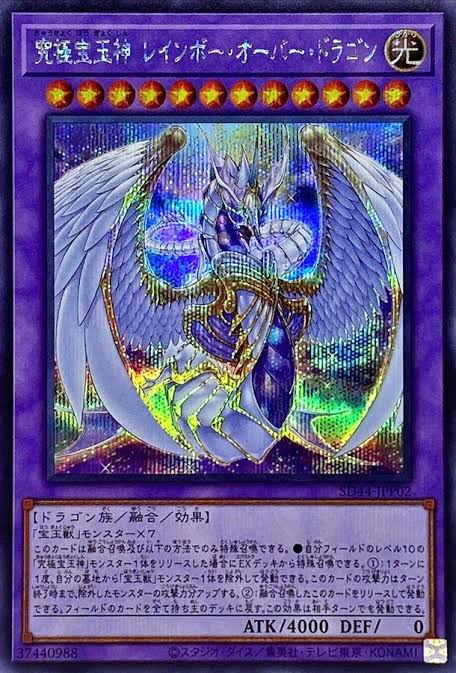 究極宝玉神 レインボー・オーバー・ドラゴン
光
SD44-JPP02
【ドラゴン族／融合／効果】
「宝玉獣」モンスター×7
このカードは融合召喚及び以下の方法でのみ特殊召喚できる。●自分フィールドのレベル10の
「究極宝玉神」モンスター1体をリリースした場合にEXデッキから特殊召喚できる。①：1ターンに
1度、自分の墓地から「宝玉獣」モンスター1体を除外して発動できる。このカードの攻撃力はターン
終了時まで、除外したモンスターの攻撃力分アップする。②：融合召喚したこのカードをリリースして発動
できる。フィールドのカードを全て持ち主のデッキに戻す。この効果は相手ターンでも発動できる。
ATK/4000 DEF/ 0
37440988 ©スタジオ・ダイス／集英社・テレビ東京・KONAMI